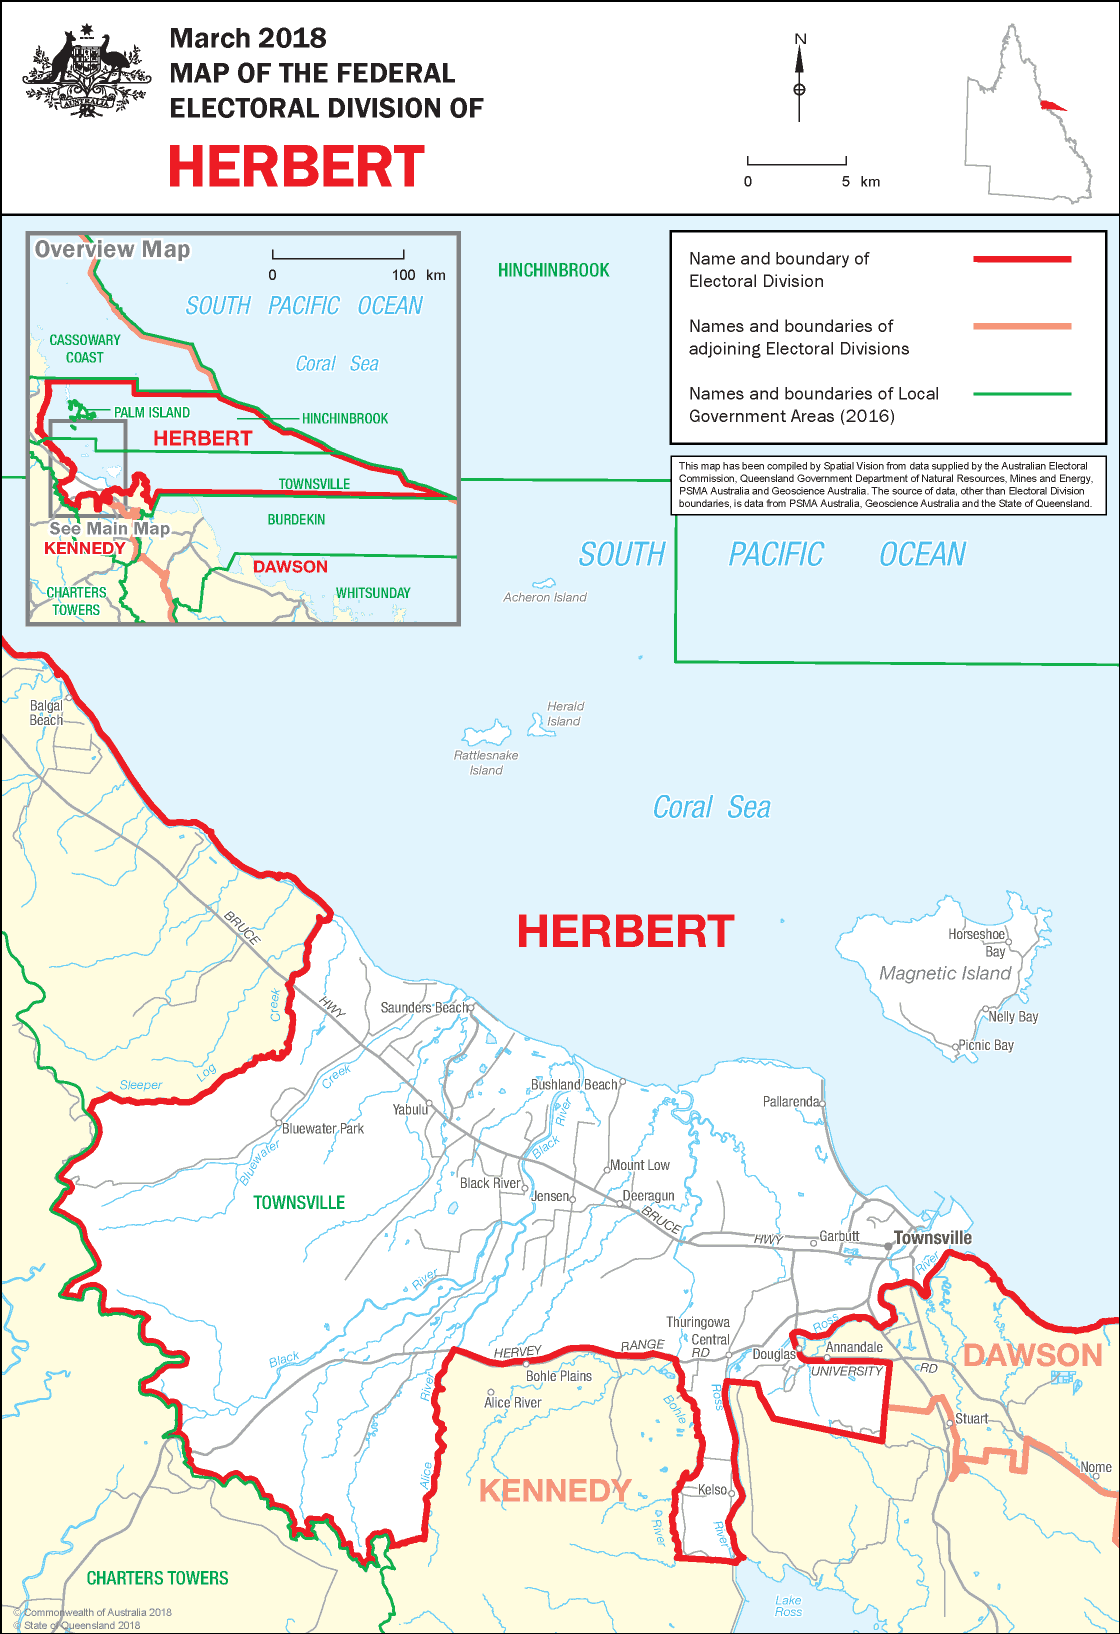 March 2018
MAP OF THE FEDERAL
ELECTORAL DIVISION OF
HERBERT
AUSTRALIA
N
0 5 km
Overview Map
0 100 km
SOUTH PACIFIC OCEAN
Coral Sea
CASSOWARY
COAST
PALM ISLAND
HINCHINBROOK
HERBERT
TOWNSVILLE
BURDEKIN
See Main Map
KENNEDY
DAWSON
CHARTERS
TOWERS
WHITSUNDAY
HINCHINBROOK
Name and boundary of
Electoral Division
Names and boundaries of
adjoining Electoral Divisions
Names and boundaries of Local
Government Areas (2016)
This map has been compiled by Spatial Vision from data supplied by the Australian Electoral
Commission, Queensland Government Department of Natural Resources, Mines and Energy,
PSMA Australia and Geoscience Australia. The source of data, other than Electoral Division
boundaries, is data from PSMA Australia, Geoscience Australia and the State of Queensland.
SOUTH PACIFIC OCEAN
Acheron Island
Balgal
Beach
Herald
Island
Rattlesnake
Island
Coral Sea
HERBERT
BRUCE
HWY
Horseshoe
Bay
Magnetic Island
Nelly Bay
Picnic Bay
Creek
Saunders Beach
Sleeper
Log
Creek
Bushland Beach
Pallarenda
Yabulu
Black
River
Bluewater Park
Bluewater
Mount Low
Black River
Jensen
Deeragun
TOWNSVILLE
BRUCE
HWY
Garbutt
Townsville
River
River
Black
Thuringowa
Central
Ross
HERVEY
RANGE
RD
Douglas
Annandale
UNIVERSITY
RD
DAWSON
Bohle Plains
Alice River
River
Ross
Bohle
Stuart
KENNEDY
Alice
Kelso
Nome
River
River
CHARTERS TOWERS
Lake
Ross
© Commonwealth of Australia 2018
© State of Queensland 2018